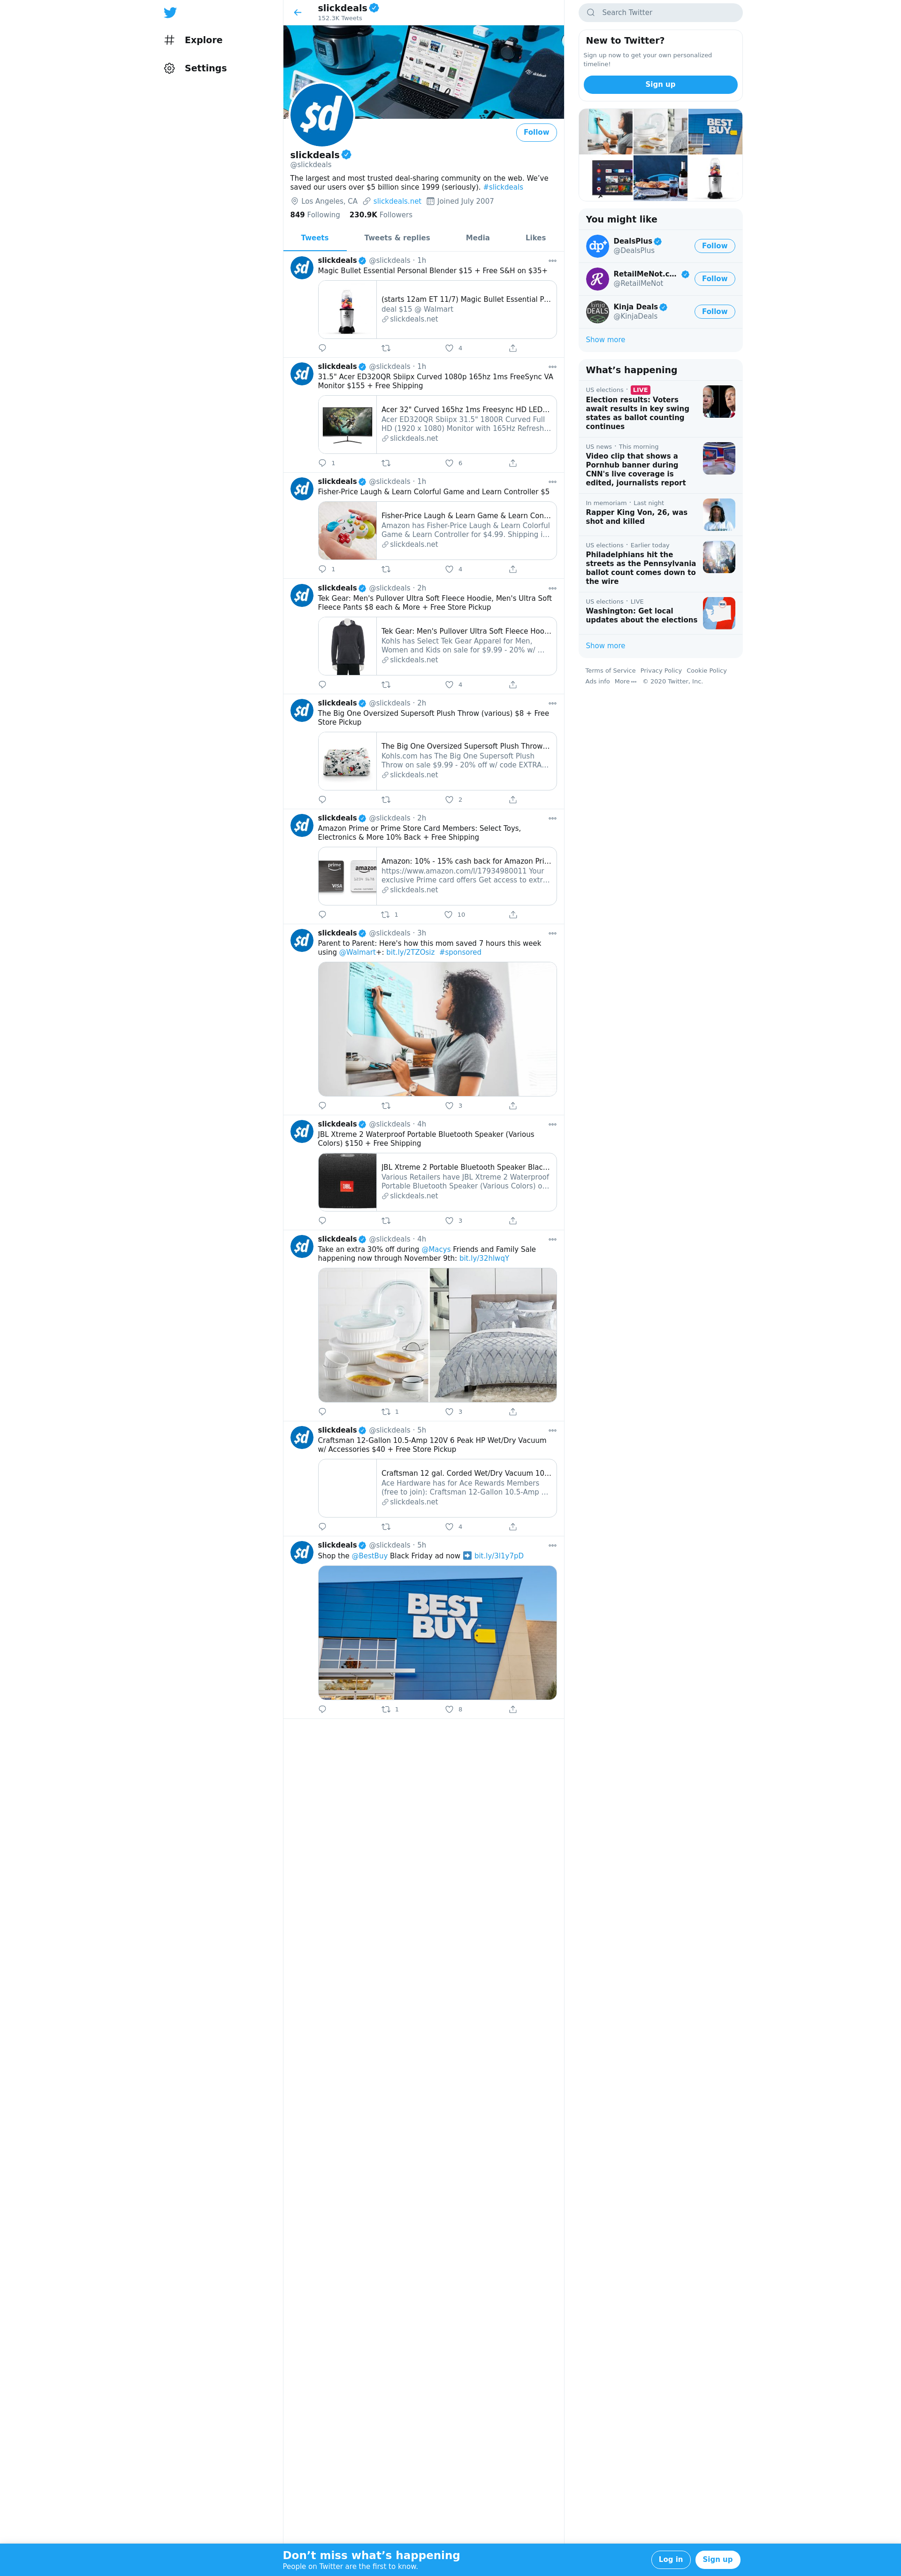 Explore
Settings
slickdeals
152.3K Tweets
$d
Follow
slickdeals
@slickdeals
The largest and most trusted deal-sharing community on the web. We've
saved our users over $5 billion since 1999 (seriously). #slickdeals
Los Angeles, CA slickdeals.net Joined July 2007
849 Following 230.9K Followers
Tweets Tweets & replies Media Likes
slickdeals @slickdeals · 1h
Magic Bullet Essential Personal Blender $15 + Free S&H on $35+
(starts 12am ET 11/7) Magic Bullet Essential P...
deal $15 @ Walmart
slickdeals.net
4
slickdeals @slickdeals · 1h
31.5" Acer ED320QR Sbiipx Curved 1080p 165hz 1ms FreeSync VA
Monitor $155 + Free Shipping
Acer 32" Curved 165hz 1ms Freesync HD LED...
Acer ED320QR Sbiipx 31.5" 1800R Curved Full
HD (1920 x 1080) Monitor with 165Hz Refresh...
slickdeals.net
1 6
slickdeals @slickdeals · 1h
Fisher-Price Laugh & Learn Colorful Game and Learn Controller $5
Fisher-Price Laugh & Learn Game & Learn Con...
Amazon has Fisher-Price Laugh & Learn Colorful
Game & Learn Controller for $4.99. Shipping i...
slickdeals.net
1 4
slickdeals @slickdeals · 2h
Tek Gear: Men's Pullover Ultra Soft Fleece Hoodie, Men's Ultra Soft
Fleece Pants $8 each & More + Free Store Pickup
Tek Gear: Men's Pullover Ultra Soft Fleece Hoo...
Kohls has Select Tek Gear Apparel for Men,
Women and Kids on sale for $9.99 - 20% w/ ...
slickdeals.net
4
slickdeals @slickdeals · 2h
The Big One Oversized Supersoft Plush Throw (various) $8 + Free
Store Pickup
The Big One Oversized Supersoft Plush Throw...
Kohls.com has The Big One Supersoft Plush
Throw on sale $9.99 - 20% off w/ code EXTRA...
slickdeals.net
2
slickdeals @slickdeals · 2h
Amazon Prime or Prime Store Card Members: Select Toys,
Electronics & More 10% Back + Free Shipping
prime
VISA
amazon
Amazon: 10% - 15% cash back for Amazon Pri...
https://www.amazon.com/l/17934980011 Your
exclusive Prime card offers Get access to extr...
slickdeals.net
1 10
slickdeals @slickdeals · 3h
Parent to Parent: Here's how this mom saved 7 hours this week
using @Walmart+: bit.ly/2TZOsiz #sponsored
3
slickdeals @slickdeals · 4h
JBL Xtreme 2 Waterproof Portable Bluetooth Speaker (Various
Colors) $150 + Free Shipping
JBL
JBL Xtreme 2 Portable Bluetooth Speaker Blac...
Various Retailers have JBL Xtreme 2 Waterproof
Portable Bluetooth Speaker (Various Colors) o...
slickdeals.net
3
slickdeals @slickdeals · 4h
Take an extra 30% off during @Macys Friends and Family Sale
happening now through November 9th: bit.ly/32hlwqY
1 3
slickdeals @slickdeals · 5h
Craftsman 12-Gallon 10.5-Amp 120V 6 Peak HP Wet/Dry Vacuum
w/ Accessories $40 + Free Store Pickup
Craftsman 12 gal. Corded Wet/Dry Vacuum 10...
Ace Hardware has for Ace Rewards Members
(free to join): Craftsman 12-Gallon 10.5-Amp ...
slickdeals.net
4
slickdeals @slickdeals · 5h
Shop the @BestBuy Black Friday ad now ➡ bit.ly/3l1y7pD
BEST
BUY
1 8
Search Twitter
New to Twitter?
Sign up now to get your own personalized
timeline!
Sign up
BEST
BUY
You might like
dp+
DealsPlus
@DealsPlus
Follow
RetailMeNot.c...
@RetailMeNot
Follow
DEALS
Kinja Deals
@KinjaDeals
Follow
Show more
What's happening
US elections · LIVE
Election results: Voters
await results in key swing
states as ballot counting
continues
US news · This morning
Video clip that shows a
Pornhub banner during
CNN's live coverage is
edited, journalists report
In memoriam · Last night
Rapper King Von, 26, was
shot and killed
US elections · Earlier today
Philadelphians hit the
streets as the Pennsylvania
ballot count comes down to
the wire
US elections · LIVE
Washington: Get local
updates about the elections
Show more
Terms of Service Privacy Policy Cookie Policy
Ads info More © 2020 Twitter, Inc.
Don't miss what's happening
People on Twitter are the first to know.
Log in
Sign up